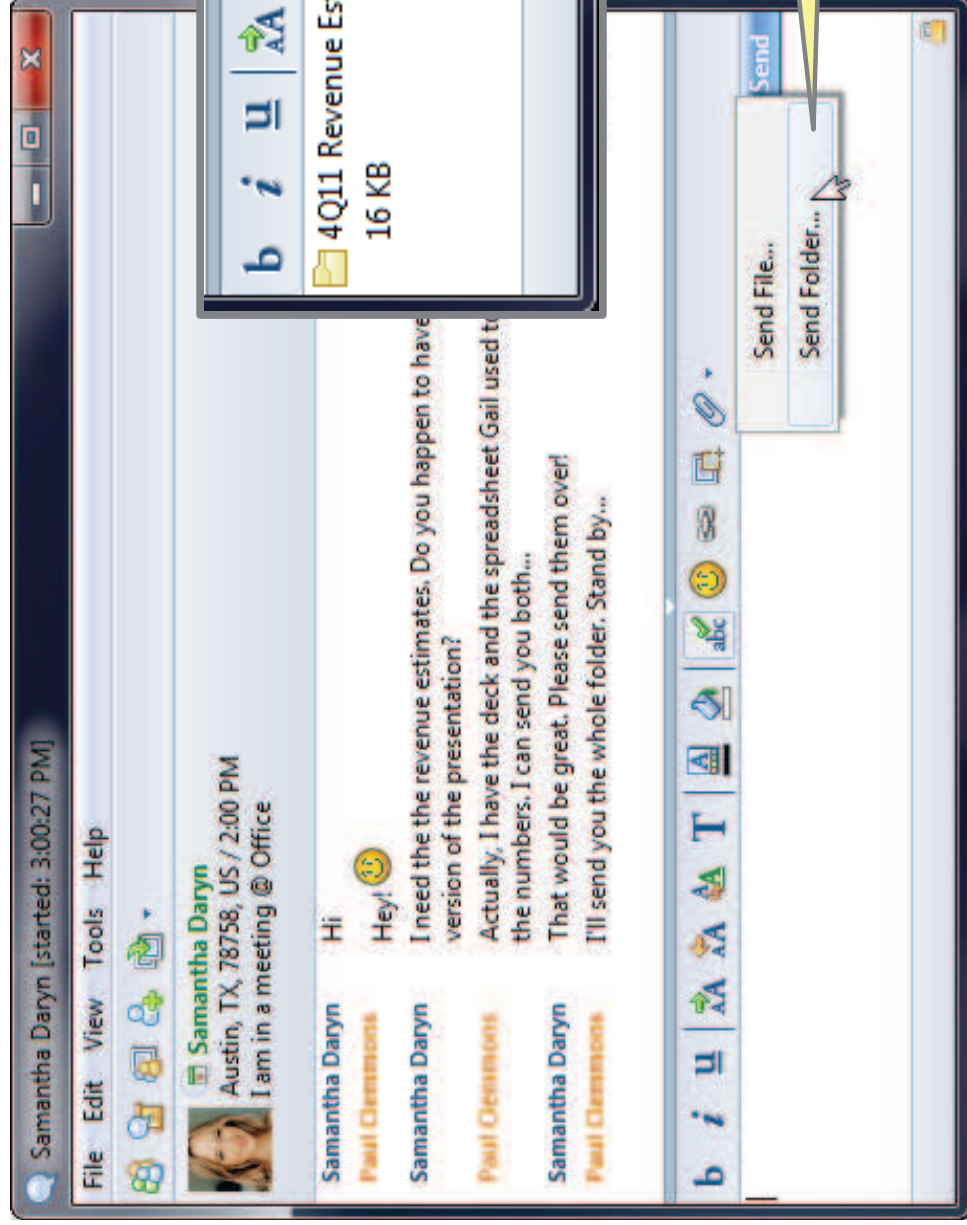 Samantha Daryn [started: 3:00:27 PM]
File Edit View Tools Help
Samantha Daryn
Austin, TX, 78758, US / 2:00 PM
I am in a meeting @ Office
Samantha Daryn Hi
Paul Clemmons Hey!
Samantha Daryn I need the the revenue estimates. Do you happen to have
version of the presentation?
Paul Clemmons Actually, I have the deck and the spreadsheet Gail used to
the numbers. I can send you both...
Samantha Daryn That would be great. Please send them over!
Paul Clemmons I'll send you the whole folder. Stand by...
b i u AA AA AA T A abc
Send
Send File...
Send Folder...
b i u AA
4Q11 Revenue Es
16 KB